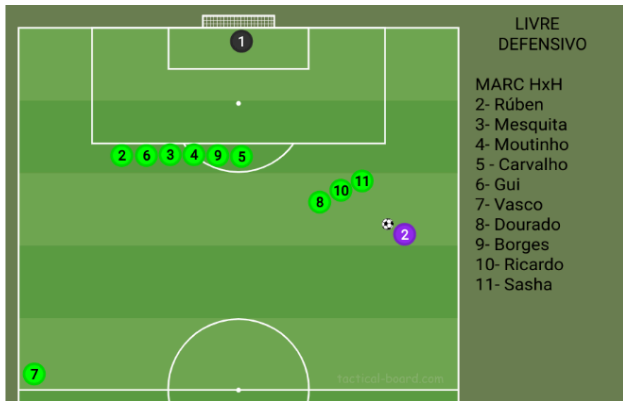 LIVRE
DEFENSIVO
MARC HxH
2- Rúben
3- Mesquita
4- Moutinho
5- Carvalho
6- Gui
7- Vasco
8- Dourado
9- Borges
10- Ricardo
11- Sasha
1
2 6 3 4 9 5
11
10
8
2
7
tactical-board.com